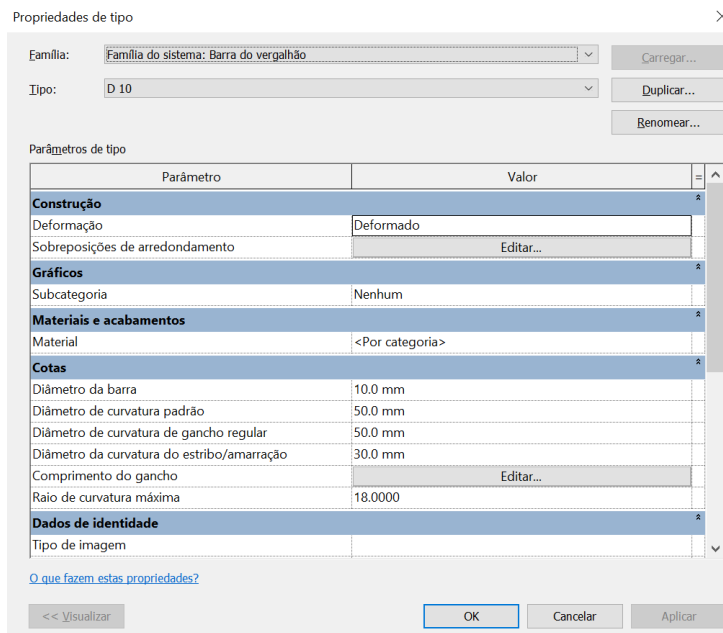 Propriedades de tipo
Família: Família do sistema: Barra do vergalhão Carregar...
Tipo: D 10 Duplicar...
Renomear...
Parâmetros de tipo
Parâmetro Valor =
Construção
Deformação Deformado
Sobreposições de arredondamento Editar...
Gráficos
Subcategoria Nenhum
Materiais e acabamentos
Material <Por categoria>
Cotas
Diâmetro da barra 10.0 mm
Diâmetro de curvatura padrão 50.0 mm
Diâmetro de curvatura de gancho regular 50.0 mm
Diâmetro da curvatura do estribo/amarração 30.0 mm
Comprimento do gancho Editar...
Raio de curvatura máxima 18.0000
Dados de identidade
Tipo de imagem
O que fazem estas propriedades?
<< Visualizar OK Cancelar Aplicar